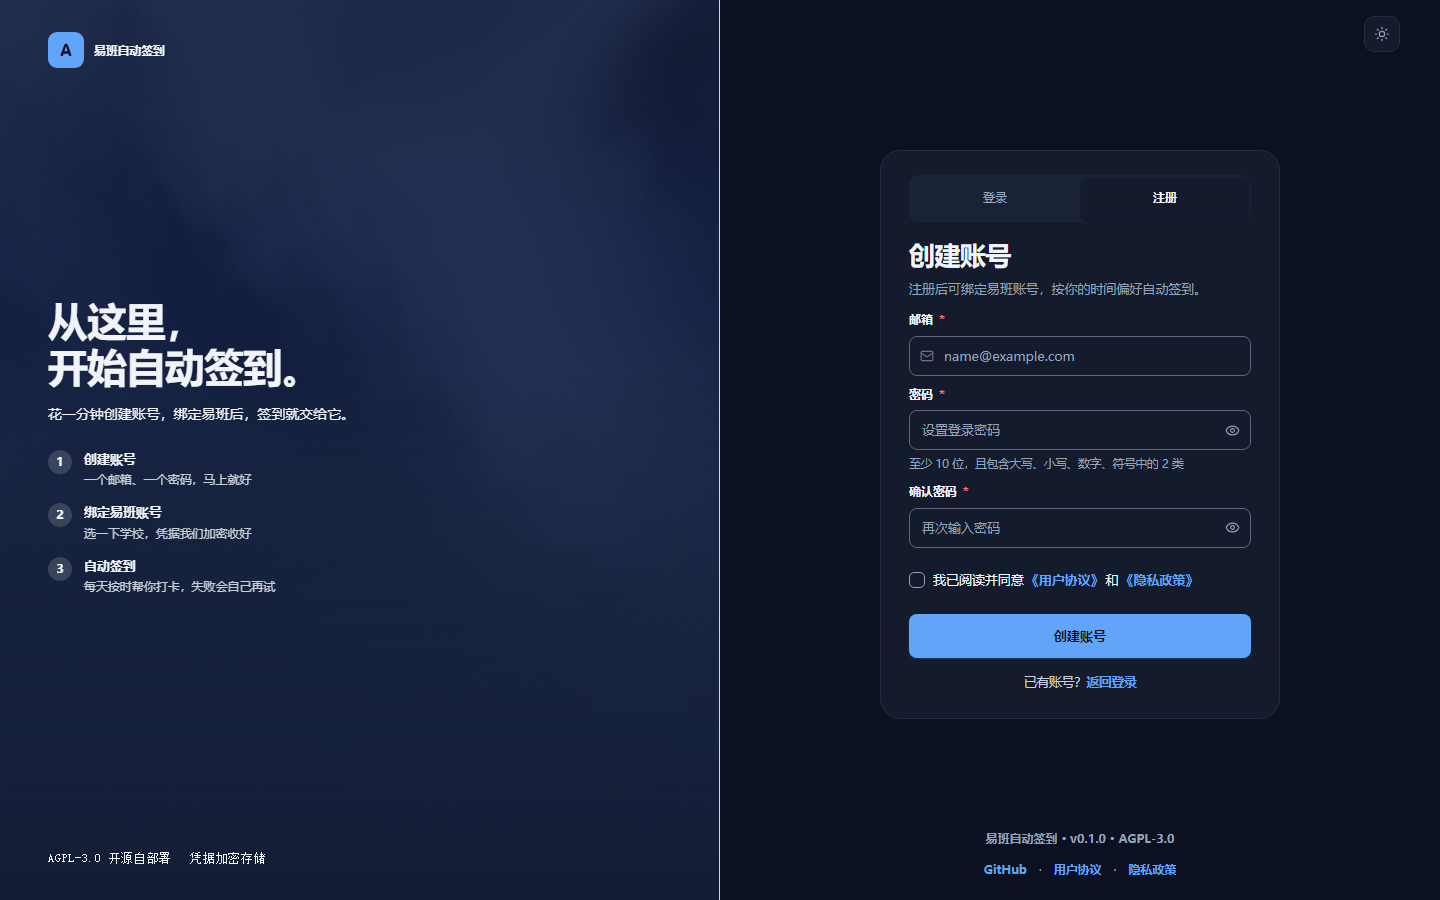 A 易班自动签到
从这里，
开始自动签到。
花一分钟创建账号，绑定易班后，签到就交给它。
1 创建账号
一个邮箱、一个密码，马上就好
2 绑定易班账号
选一下学校，凭据我们加密收好
3 自动签到
每天按时帮你打卡，失败会自己再试
AGPL-3.0 开源自部署 凭据加密存储
登录 注册
创建账号
注册后可绑定易班账号，按你的时间偏好自动签到。
邮箱 *
name@example.com
密码 *
设置登录密码
至少 10 位，且包含大写、小写、数字、符号中的 2 类
确认密码 *
再次输入密码
我已阅读并同意《用户协议》和《隐私政策》
创建账号
已有账号？返回登录
易班自动签到 • v0.1.0 • AGPL-3.0
GitHub · 用户协议 · 隐私政策